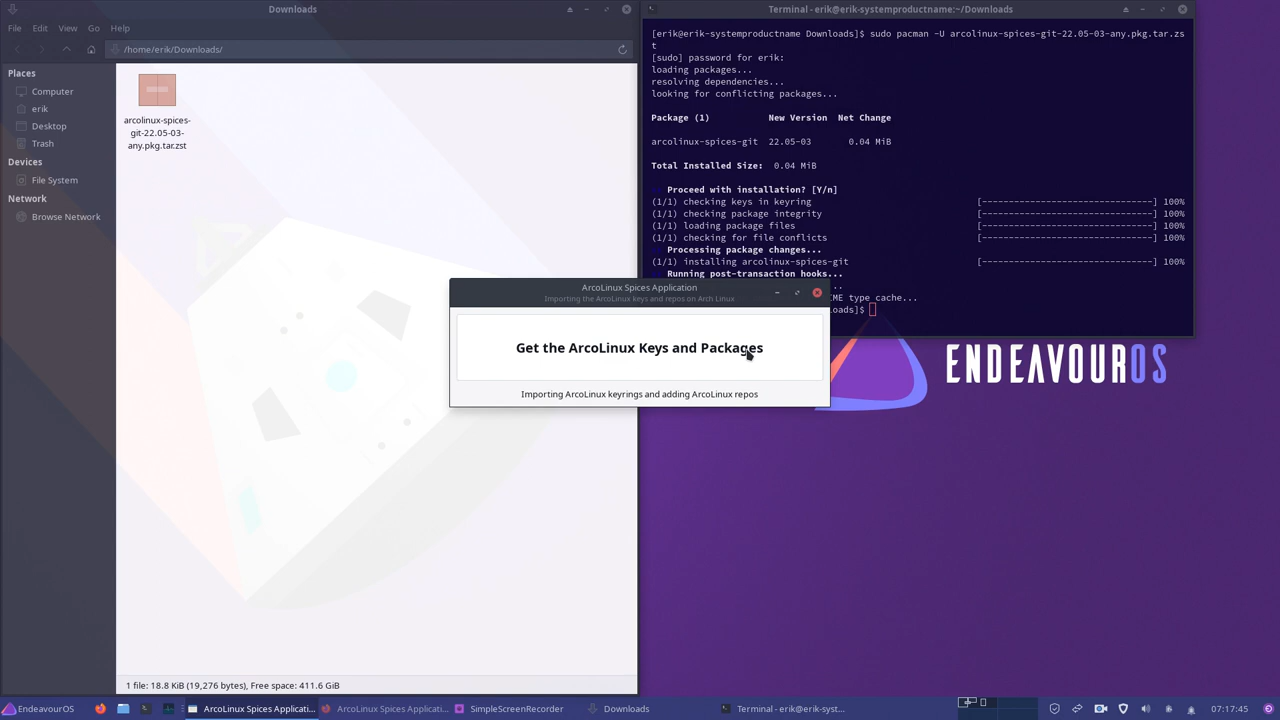 Downloads
File Edit View Go Help
/home/erik/Downloads/
Places
Computer
erik
Desktop
Trash
Devices
File System
Network
Browse Network
arcolinux-spices-
git-22.05-03-
any.pkg.tar.zst
1 file: 18.8 KiB (19,276 bytes), Free space: 411.6 GiB
Terminal - erik@erik-systemproductname:~/Downloads
[erik@erik-systemproductname Downloads]$ sudo pacman -U arcolinux-spices-git-22.05-03-any.pkg.tar.zs
t
[sudo] password for erik:
loading packages...
resolving dependencies...
looking for conflicting packages...
Package (1) New Version Net Change
arcolinux-spices-git 22.05-03 0.04 MiB
Total Installed Size: 0.04 MiB
:: Proceed with installation? [Y/n]
(1/1) checking keys in keyring [------------------------------] 100%
(1/1) checking package integrity [------------------------------] 100%
(1/1) loading package files [------------------------------] 100%
(1/1) checking for file conflicts [------------------------------] 100%
:: Processing package changes...
(1/1) installing arcolinux-spices-git [------------------------------] 100%
:: Running post-transaction hooks...
..
ME type cache...
loads]$
ArcoLinux Spices Application
Importing the ArcoLinux keys and repos on Arch Linux
Get the ArcoLinux Keys and Packages
Importing ArcoLinux keyrings and adding ArcoLinux repos
ENDEAVOUROS
EndeavourOS
ArcoLinux Spices Applicati...
ArcoLinux Spices Applicati...
SimpleScreenRecorder
Downloads
Terminal - erik@erik-syst...
07:17:45